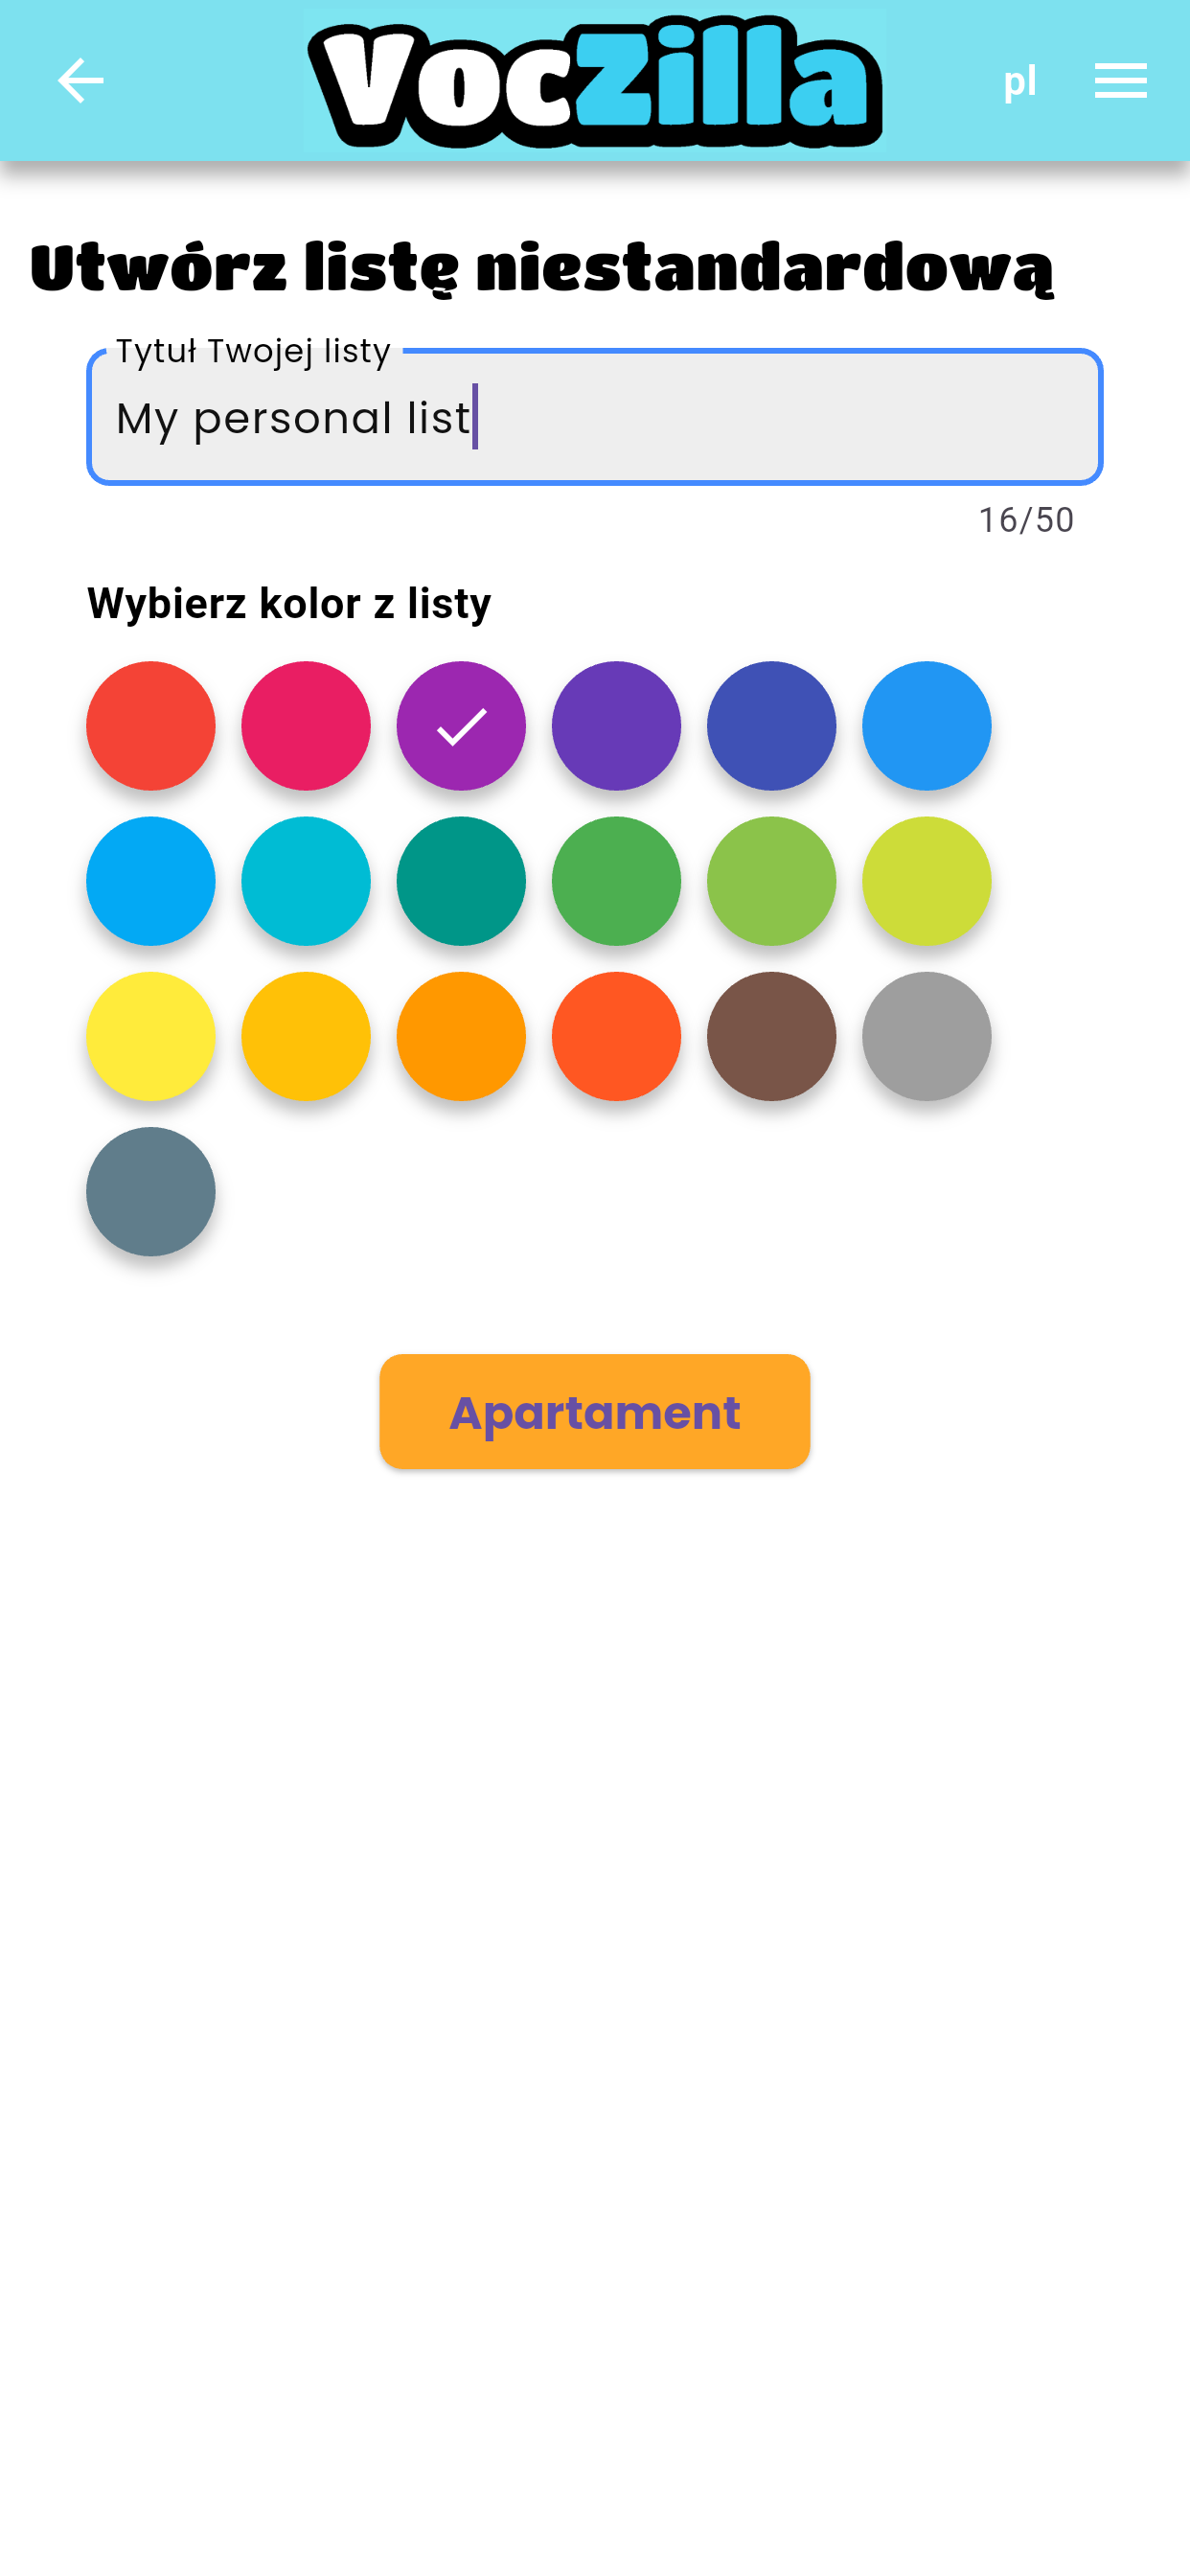 VocZilla
pl
Utwórz listę niestandardową
Tytuł Twojej listy
My personal list
16/50
Wybierz kolor z listy
Apartament